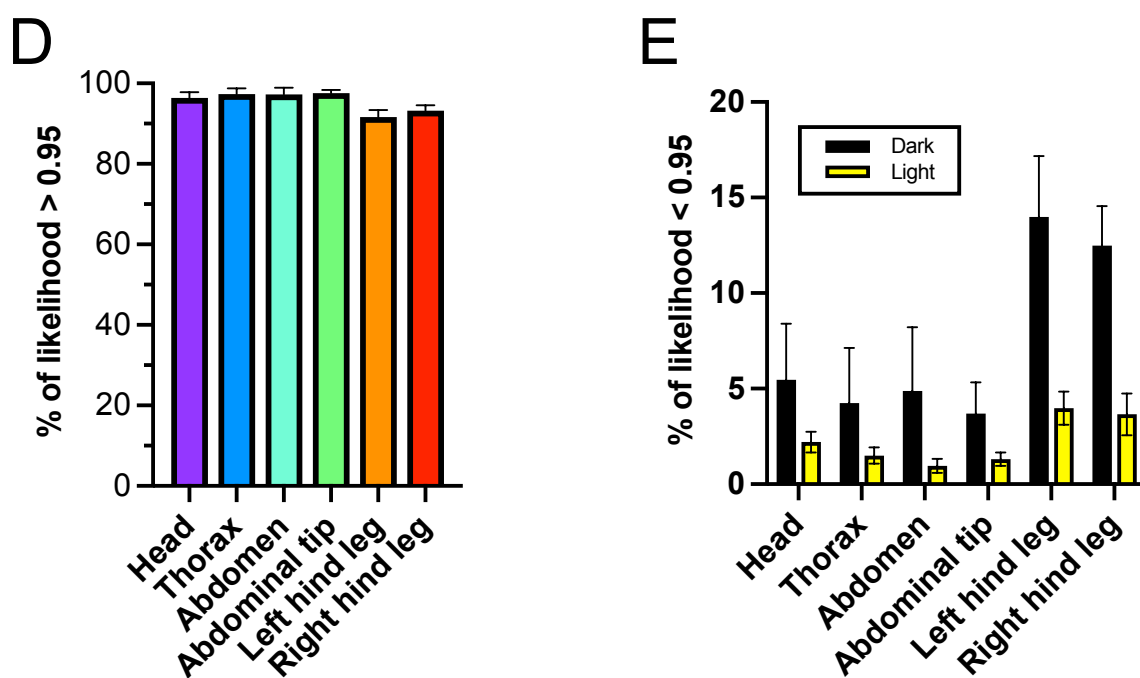 D
% of likelihood > 0.95
100
80
60
40
20
0
Head
Thorax
Abdomen
Abdominal tip
Left hind leg
Right hind leg
E
% of likelihood < 0.95
20
15
10
5
0
Dark
Light
Head
Thorax
Abdomen
Abdominal tip
Left hind leg
Right hind leg